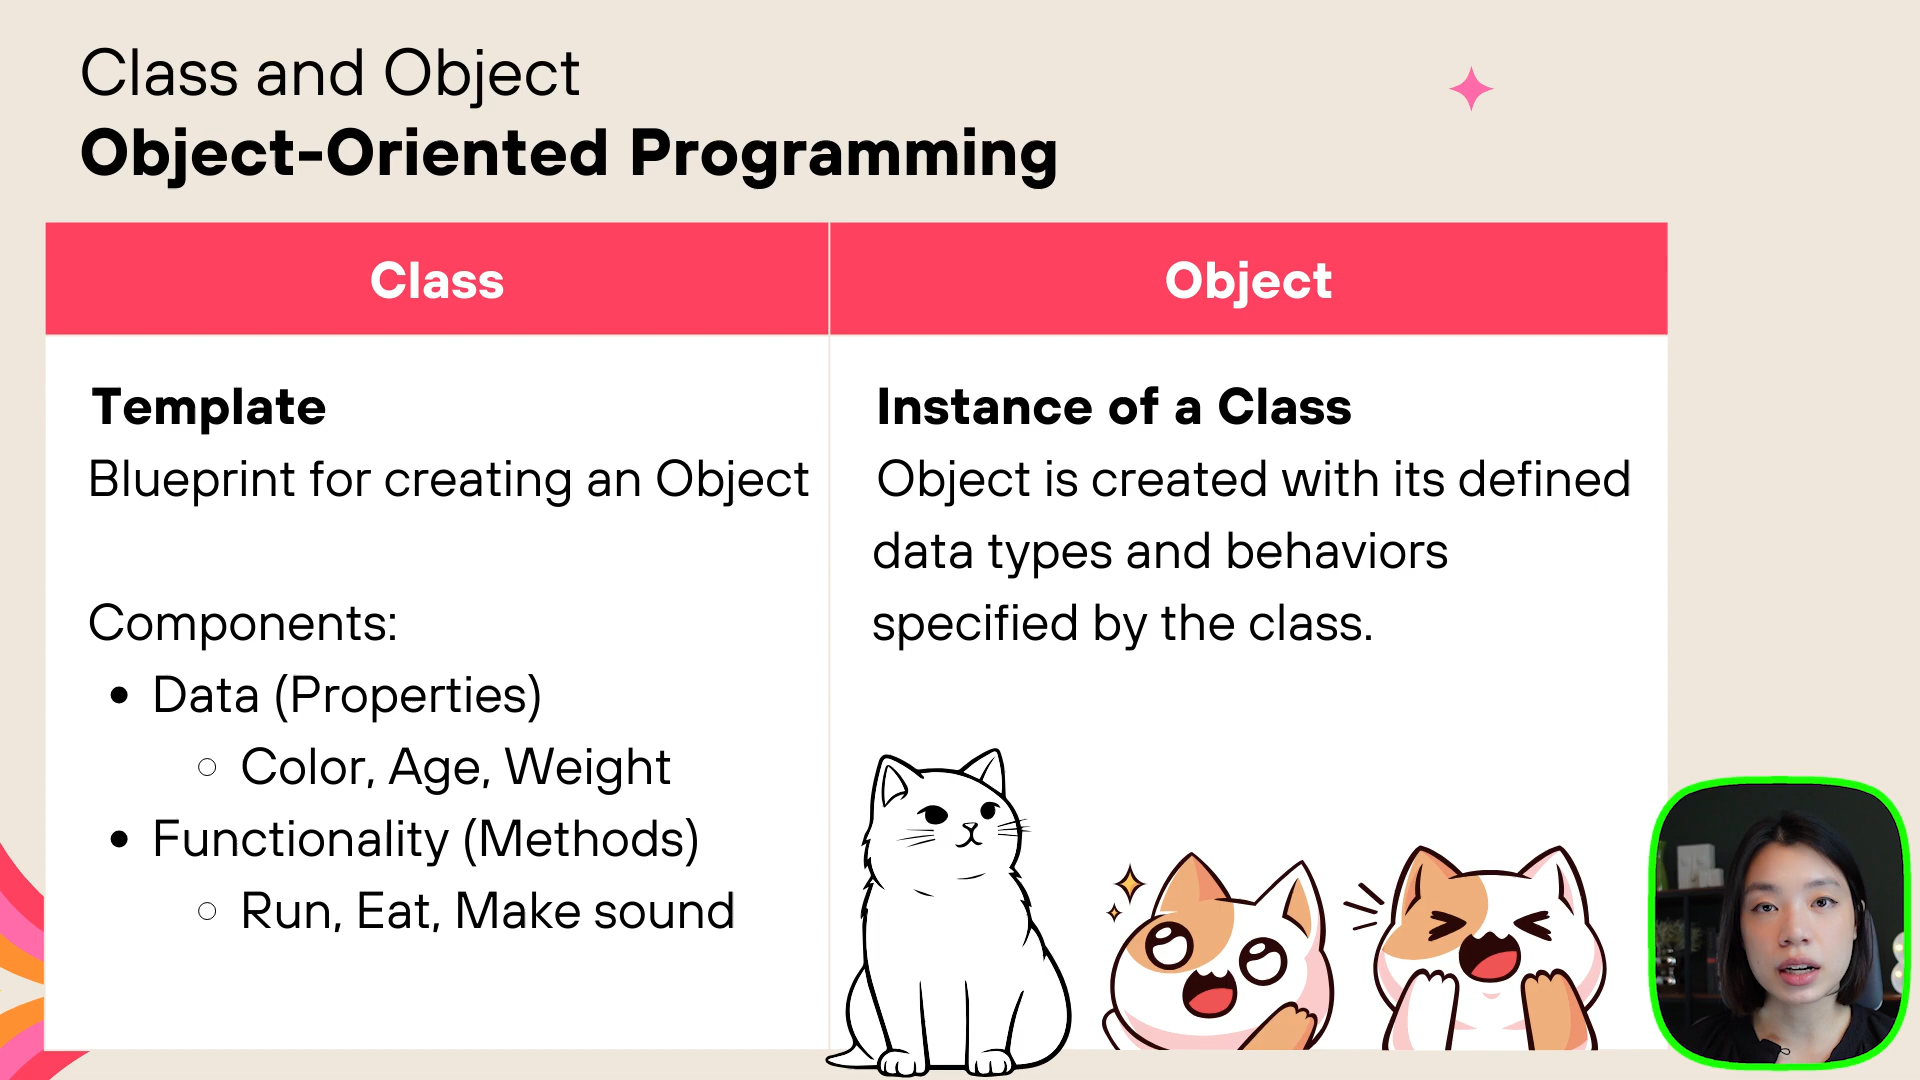 Class and Object
Object-Oriented Programming
Class
Object
Template
Blueprint for creating an Object
Components:
• Data (Properties)
○ Color, Age, Weight
• Functionality (Methods)
○ Run, Eat, Make sound
Instance of a Class
Object is created with its defined
data types and behaviors
specified by the class.